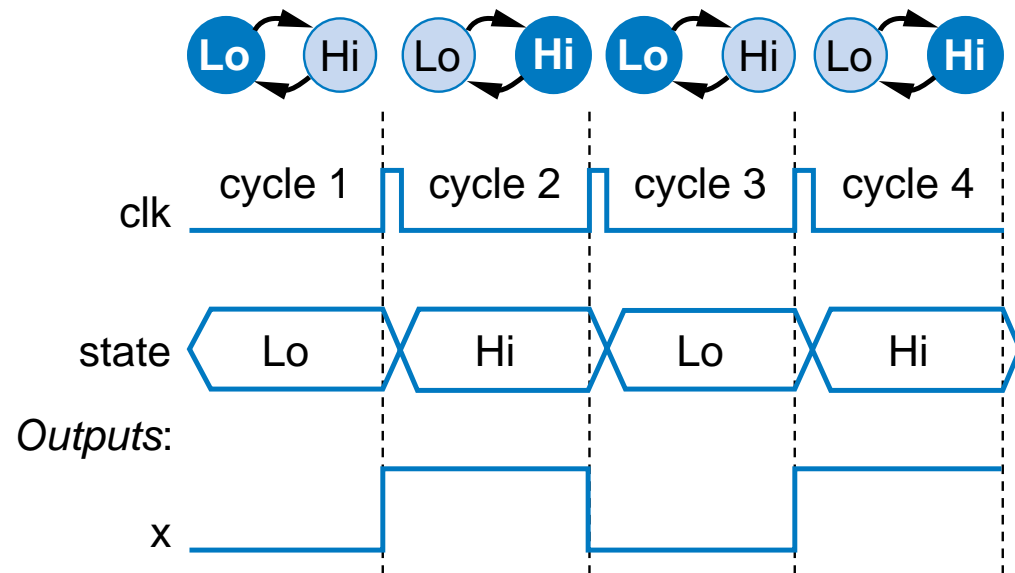 Lo Hi Lo Hi Lo Hi Lo Hi
cycle 1 cycle 2 cycle 3 cycle 4
clk
state Lo Hi Lo Hi
Outputs:
x